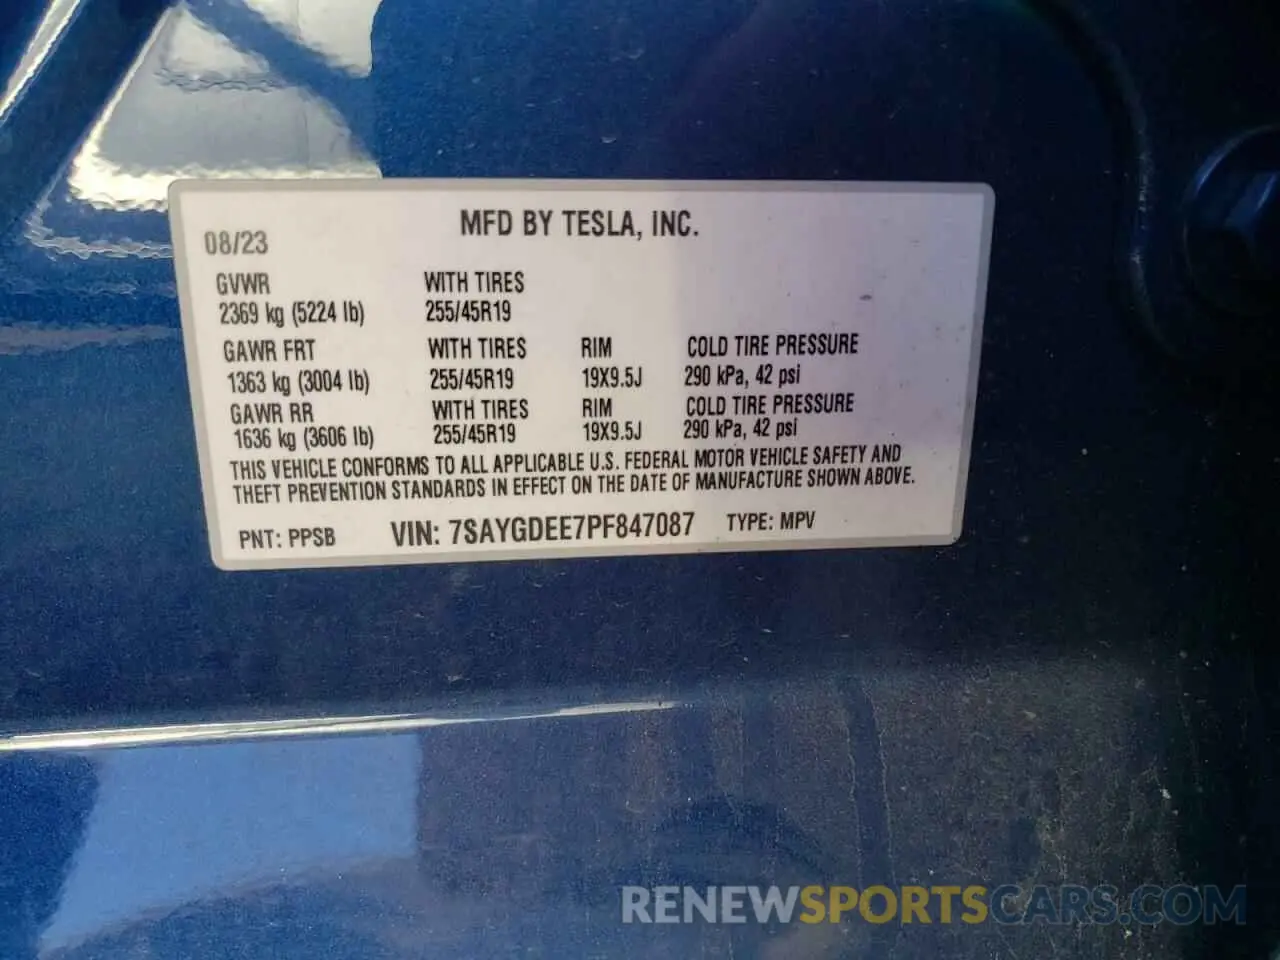 MFD BY TESLA, INC.
08/23
GVWR WITH TIRES
2369 kg (5224 lb) 255/45R19
GAWR FRT WITH TIRES RIM COLD TIRE PRESSURE
1363 kg (3004 lb) 255/45R19 19X9.5J 290 kPa, 42 psi
GAWR RR WITH TIRES RIM COLD TIRE PRESSURE
1636 kg (3606 lb) 255/45R19 19X9.5J 290 kPa, 42 psi
THIS VEHICLE CONFORMS TO ALL APPLICABLE U.S. FEDERAL MOTOR VEHICLE SAFETY AND
THEFT PREVENTION STANDARDS IN EFFECT ON THE DATE OF MANUFACTURE SHOWN ABOVE.
PNT: PPSB VIN: 7SAYGDEE7PF847087 TYPE: MPV
RENEWSPORTSCARS.COM